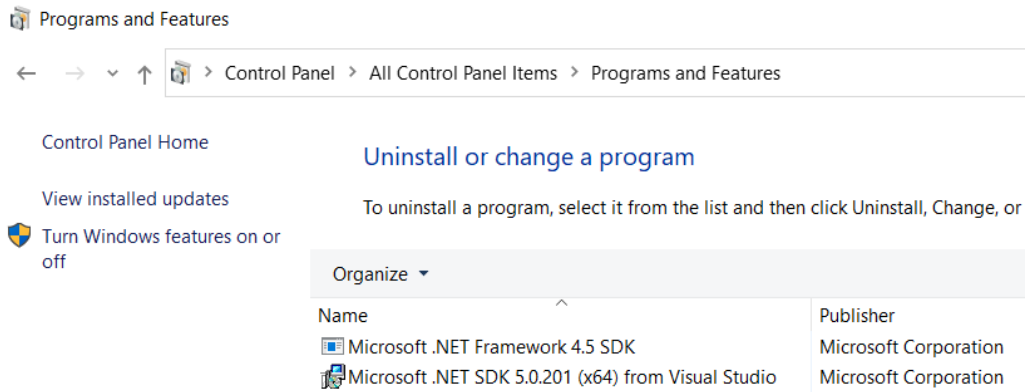 Programs and Features
Control Panel > All Control Panel Items > Programs and Features
Control Panel Home
Uninstall or change a program
View installed updates
To uninstall a program, select it from the list and then click Uninstall, Change, or
Turn Windows features on or
off
Organize
Name Publisher
Microsoft .NET Framework 4.5 SDK Microsoft Corporation
Microsoft .NET SDK 5.0.201 (x64) from Visual Studio Microsoft Corporation